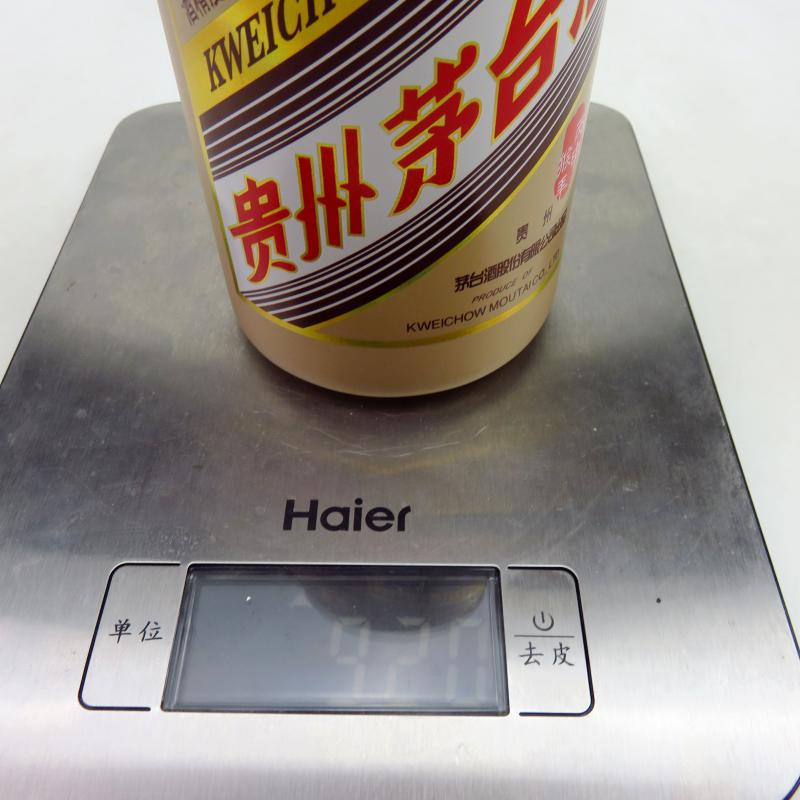 KWEICH
贵州茅台
贵 州
茅台酒股份有限公司
PRODUCE OF
KWEICHOW MOUTAI CO., LTD
Haier
单位
920
去皮